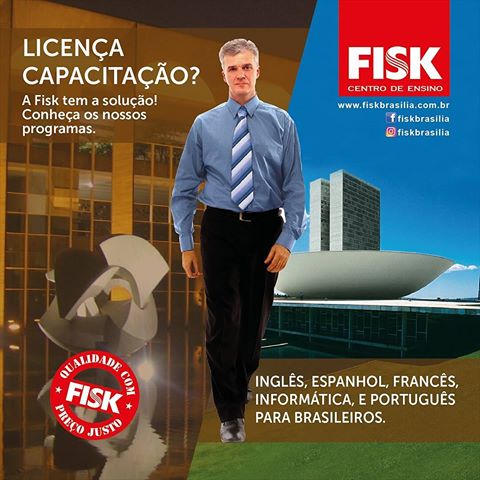 LICENÇA
CAPACITAÇÃO?
A Fisk tem a solução!
Conheça os nossos
programas.
FISK
CENTRO DE ENSINO
www.fiskbrasilia.com.br
fiskbrasilia
fiskbrasilia
QUALIDADE COM
FISK
PREÇO JUSTO
INGLÊS, ESPANHOL, FRANCÊS,
INFORMÁTICA, E PORTUGUÊS
PARA BRASILEIROS.